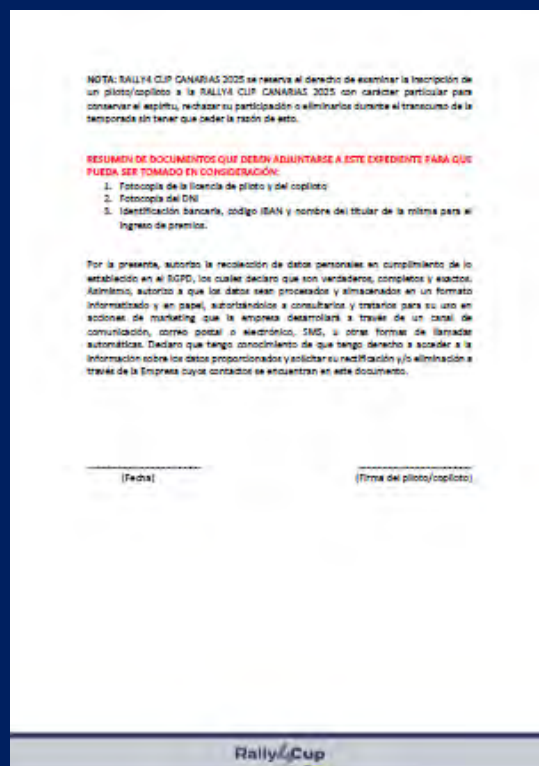 NOTA: RALLY4 CUP CANARIAS 2025 se reserva el derecho de examinar la inscripción de
un piloto/copiloto a la RALLY4 CUP CANARIAS 2025 con carácter particular para
conservar el espíritu, rechazar su participación o eliminarlos durante el transcurso de la
temporada sin tener que ceder la razón de esto.
RESUMEN DE DOCUMENTOS QUE DEBEN ADJUNTARSE A ESTE EXPEDIENTE PARA QUE
PUEDA SER TOMADO EN CONSIDERACIÓN:
1. Fotocopia de la licencia de piloto y del copiloto
2. Fotocopia del DNI
3. Identificación bancaria, código IBAN y nombre del titular de la misma para el
ingreso de premios.
Por la presente, autorizo la recolección de datos personales en cumplimiento de lo
establecido en el RGPD, los cuales declaro que son verdaderos, completos y exactos.
Asimismo, autorizo a que los datos sean procesados y almacenados en un formato
informatizado y en papel, autorizándolos a consultarlos y tratarlos para su uso en
acciones de marketing que la empresa desarrollará a través de un canal de
comunicación, correo postal o electrónico, SMS, u otras formas de llamadas
automáticas. Declaro que tengo conocimiento de que tengo derecho a acceder a la
información sobre los datos proporcionados y solicitar su rectificación y/o eliminación a
través de la Empresa cuyos contactos se encuentran en este documento.
(Fecha) (Firma del piloto/copiloto)
Rally4Cup